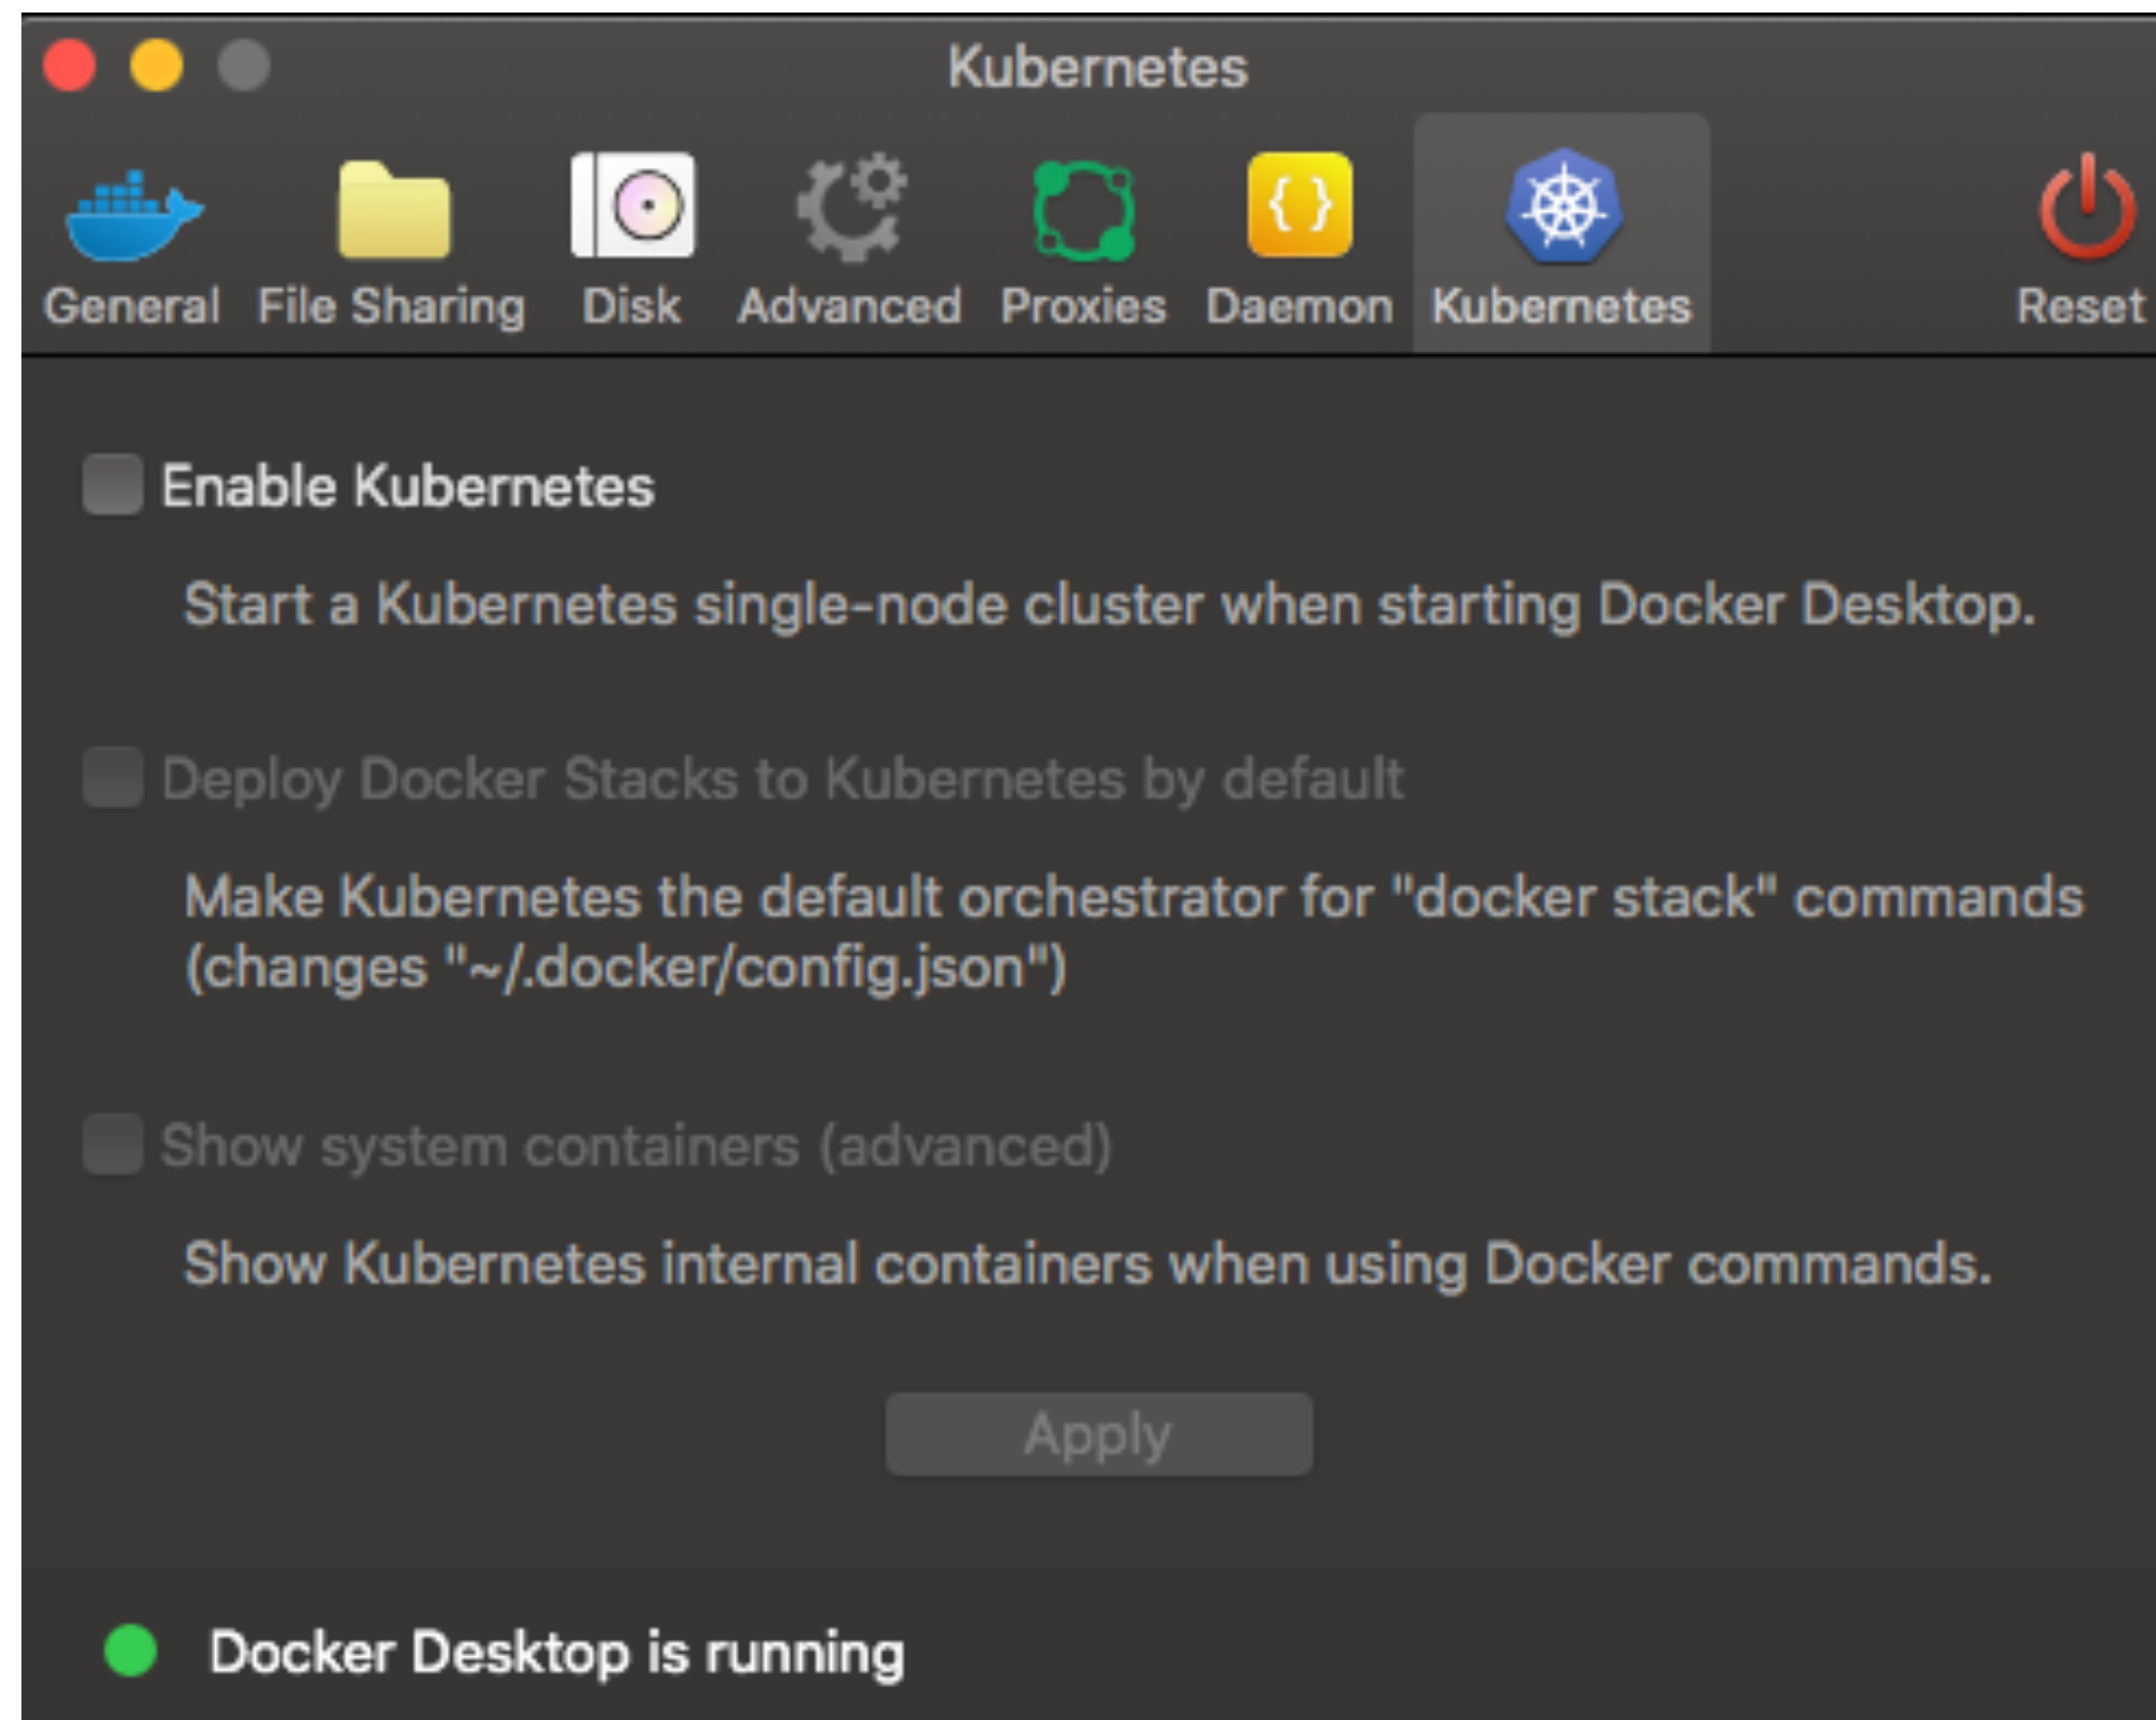 Kubernetes
General File Sharing Disk Advanced Proxies Daemon Kubernetes Reset
Enable Kubernetes
Start a Kubernetes single-node cluster when starting Docker Desktop.
Deploy Docker Stacks to Kubernetes by default
Make Kubernetes the default orchestrator for "docker stack" commands
(changes "~/.docker/config.json")
Show system containers (advanced)
Show Kubernetes internal containers when using Docker commands.
Apply
Docker Desktop is running